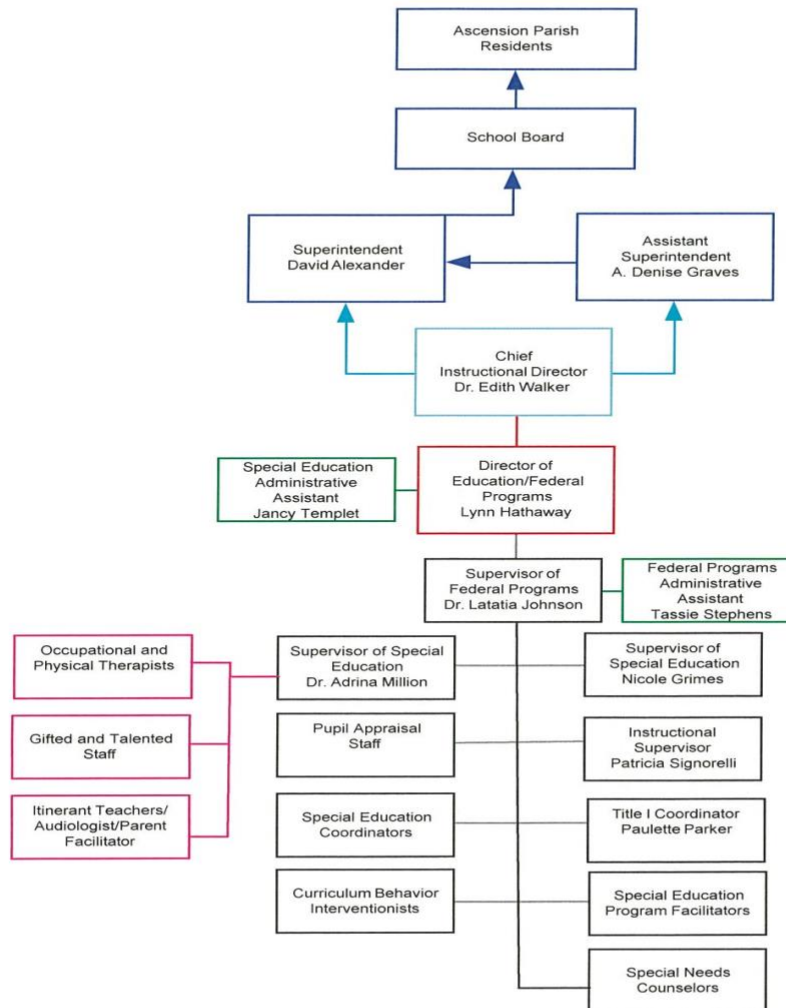 Ascension Parish
Residents
School Board
Superintendent
David Alexander
Assistant
Superintendent
A. Denise Graves
Chief
Instructional Director
Dr. Edith Walker
Special Education
Administrative
Assistant
Jancy Templet
Director of
Education/Federal
Programs
Lynn Hathaway
Supervisor of
Federal Programs
Dr. Latatia Johnson
Federal Programs
Administrative
Assistant
Tassie Stephens
Occupational and
Physical Therapists
Supervisor of Special
Education
Dr. Adrina Million
Supervisor of
Special Education
Nicole Grimes
Gifted and Talented
Staff
Pupil Appraisal
Staff
Instructional
Supervisor
Patricia Signorelli
Itinerant Teachers/
Audiologist/Parent
Facilitator
Special Education
Coordinators
Title I Coordinator
Paulette Parker
Curriculum Behavior
Interventionists
Special Education
Program Facilitators
Special Needs
Counselors